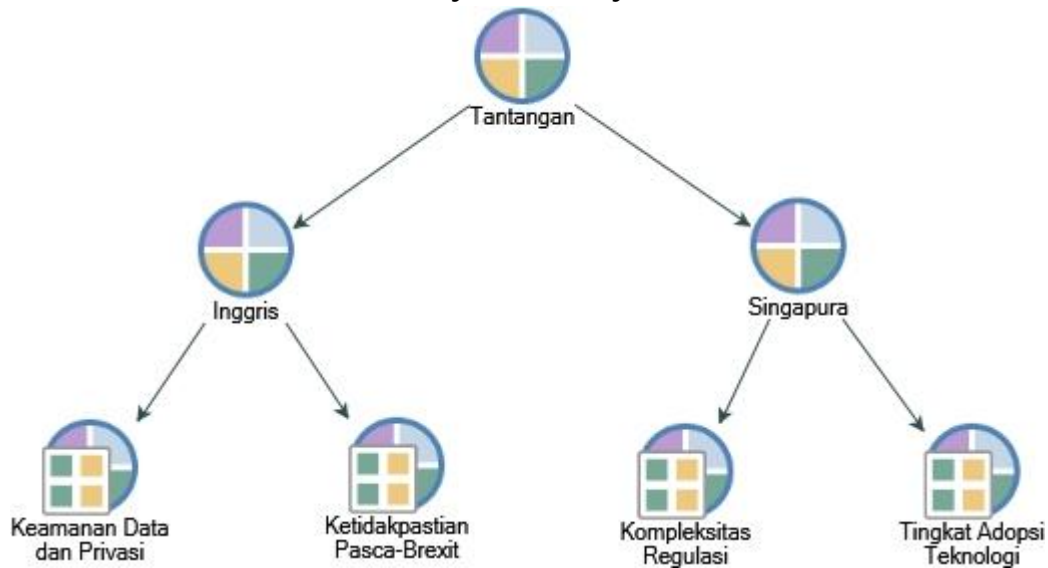 Tantangan
Inggris
Singapura
Keamanan Data
dan Privasi
Ketidakpastian
Pasca-Brexit
Kompleksitas
Regulasi
Tingkat Adopsi
Teknologi